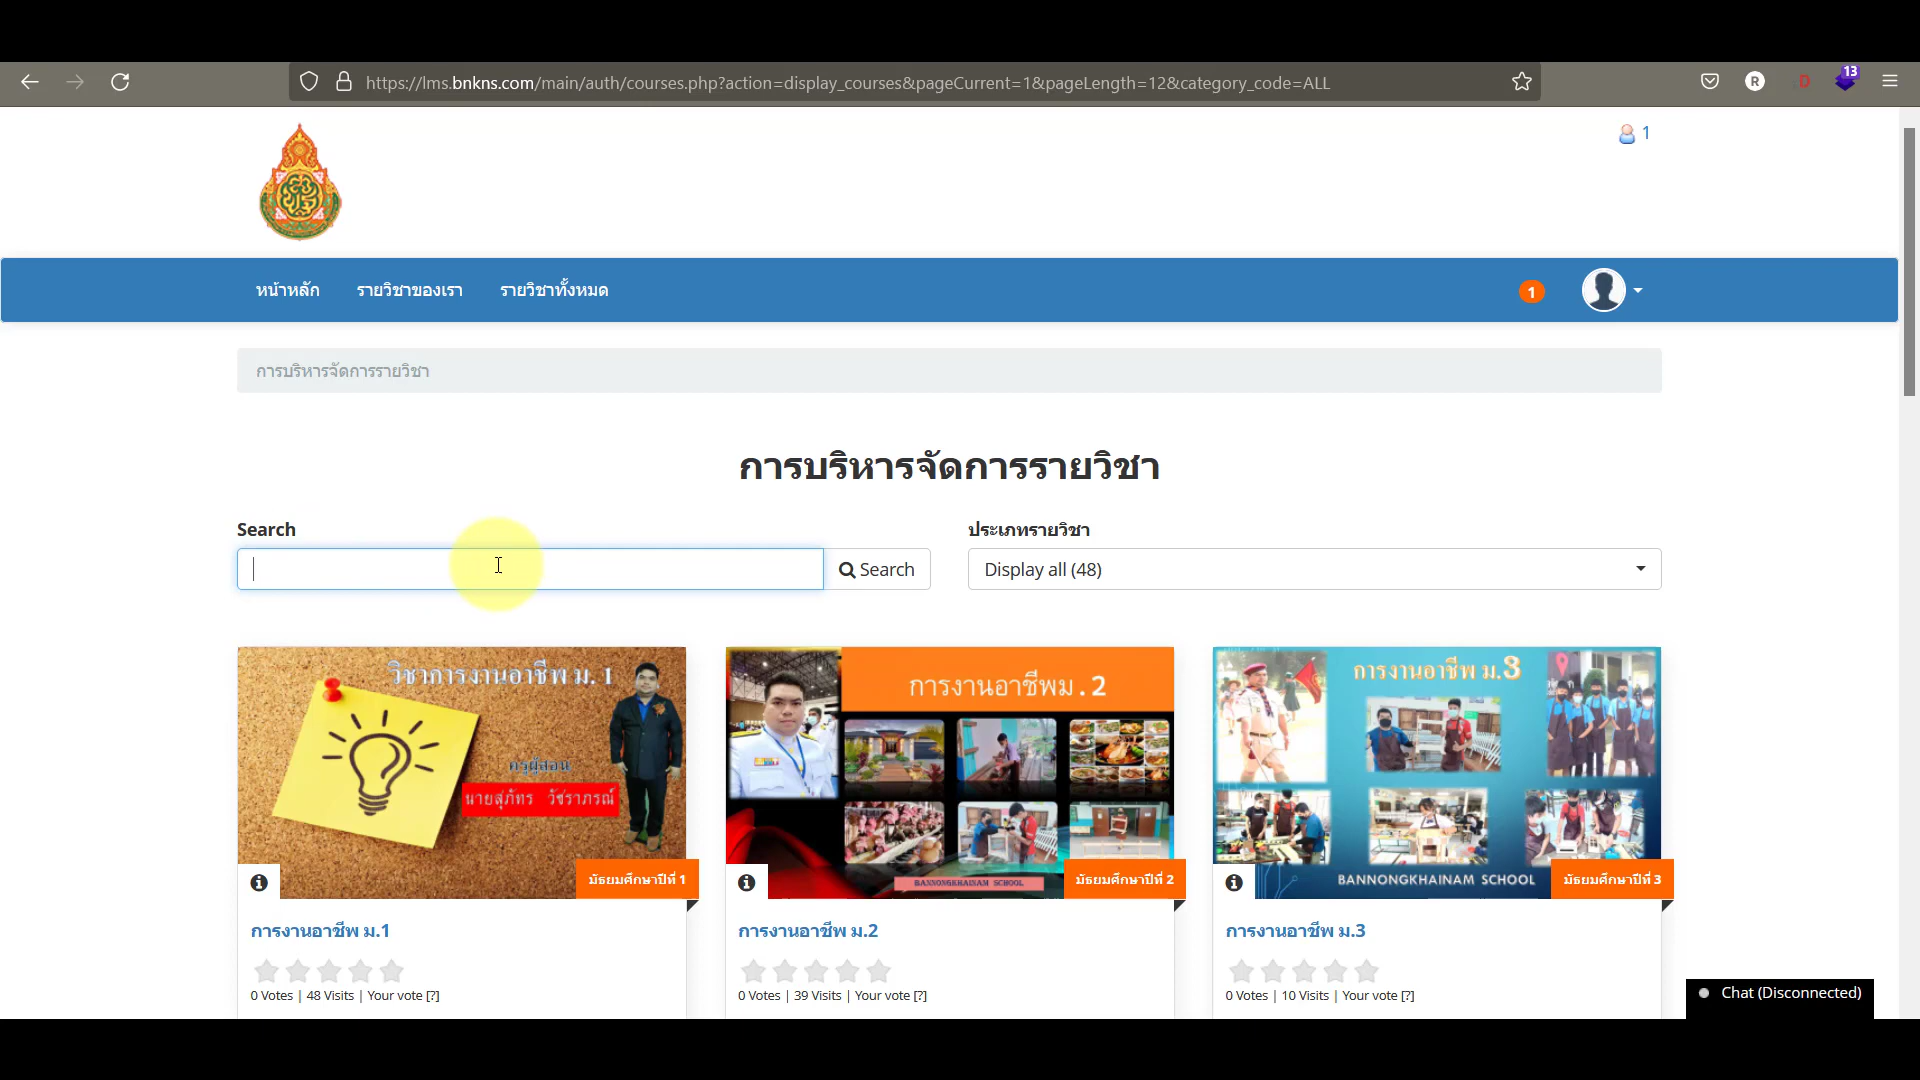 https://lms.bnkns.com/main/auth/courses.php?action=display_courses&pageCurrent=1&pageLength=12&category_code=ALL
R
D
13
1
หน้าหลัก
รายวิชาของเรา
รายวิชาทั้งหมด
1
การบริหารจัดการรายวิชา
การบริหารจัดการรายวิชา
Search
ประเภทรายวิชา
Search
Display all (48)
วิชาการงานอาชีพ ม. 1
ครูผู้สอน
นายสุภัทร วัชราภรณ์
มัธยมศึกษาปีที่ 1
การงานอาชีพม.2
BANNONGKHAINAM SCHOOL
มัธยมศึกษาปีที่ 2
การงานอาชีพ ม.3
BANNONGKHAINAM SCHOOL
มัธยมศึกษาปีที่ 3
การงานอาชีพ ม.1
การงานอาชีพ ม.2
การงานอาชีพ ม.3
0 Votes | 48 Visits | Your vote [?]
0 Votes | 39 Visits | Your vote [?]
0 Votes | 10 Visits | Your vote [?]
Chat (Disconnected)